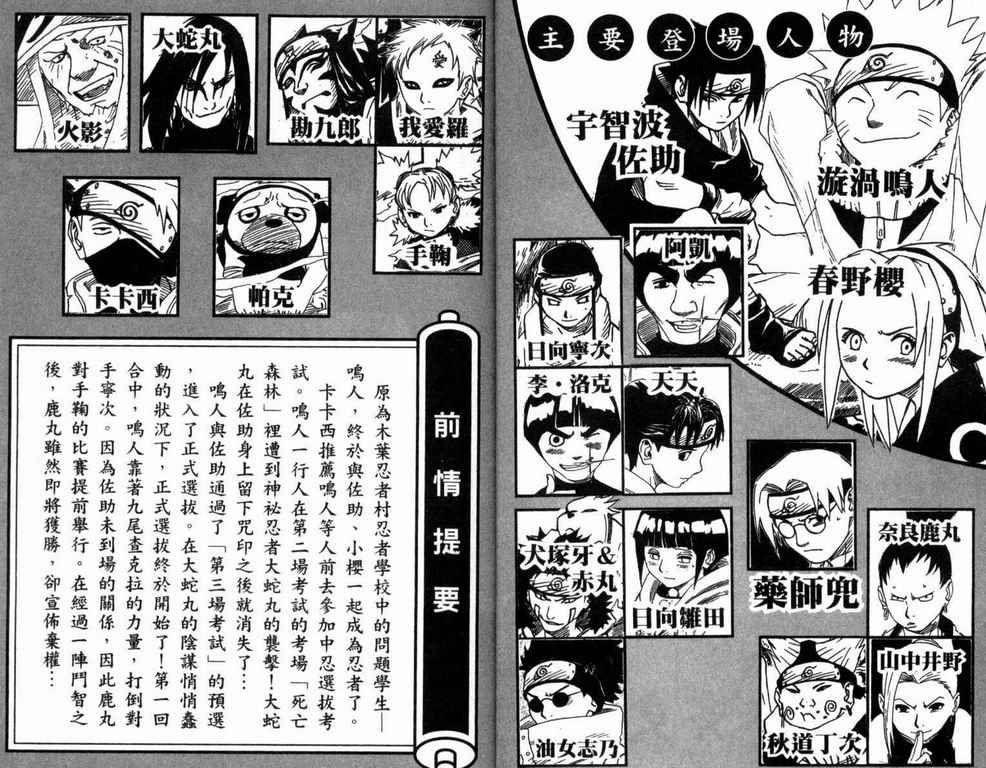 主要登場人物
漩渦鳴人
宇智波
佐助
春野櫻
阿凱
日向寧次
李・洛克
天天
犬塚牙&
赤丸
日向雛田
油女志乃
藥師兜
奈良鹿丸
山中井野
秋道丁次
我愛羅
勘九郎
大蛇丸
火影
手鞠
帕克
卡卡西
前情提要
原為木葉忍者村忍者學校中的問題學生—
鳴人，終於與佐助、小櫻一起成為忍者了。
卡卡西推薦鳴人等人前去參加中忍選拔考
試。鳴人一行人在第二場考試的考場「死亡
森林」裡遭到神祕忍者大蛇丸的襲擊！大蛇
丸在佐助身上留下咒印之後就消失了…
鳴人與佐助通過了「第三場考試」的預選
，進入了正式選拔。在大蛇丸的陰謀悄悄蠢
動的狀況下，正式選拔終於開始了！第一回
合中，鳴人靠著九尾查克拉的力量，打倒對
手寧次。因為佐助未到場的關係，因此鹿丸
對手鞠的比賽提前舉行。在經過一陣鬥智之
後，鹿丸雖然即將獲勝，卻宣佈棄權…